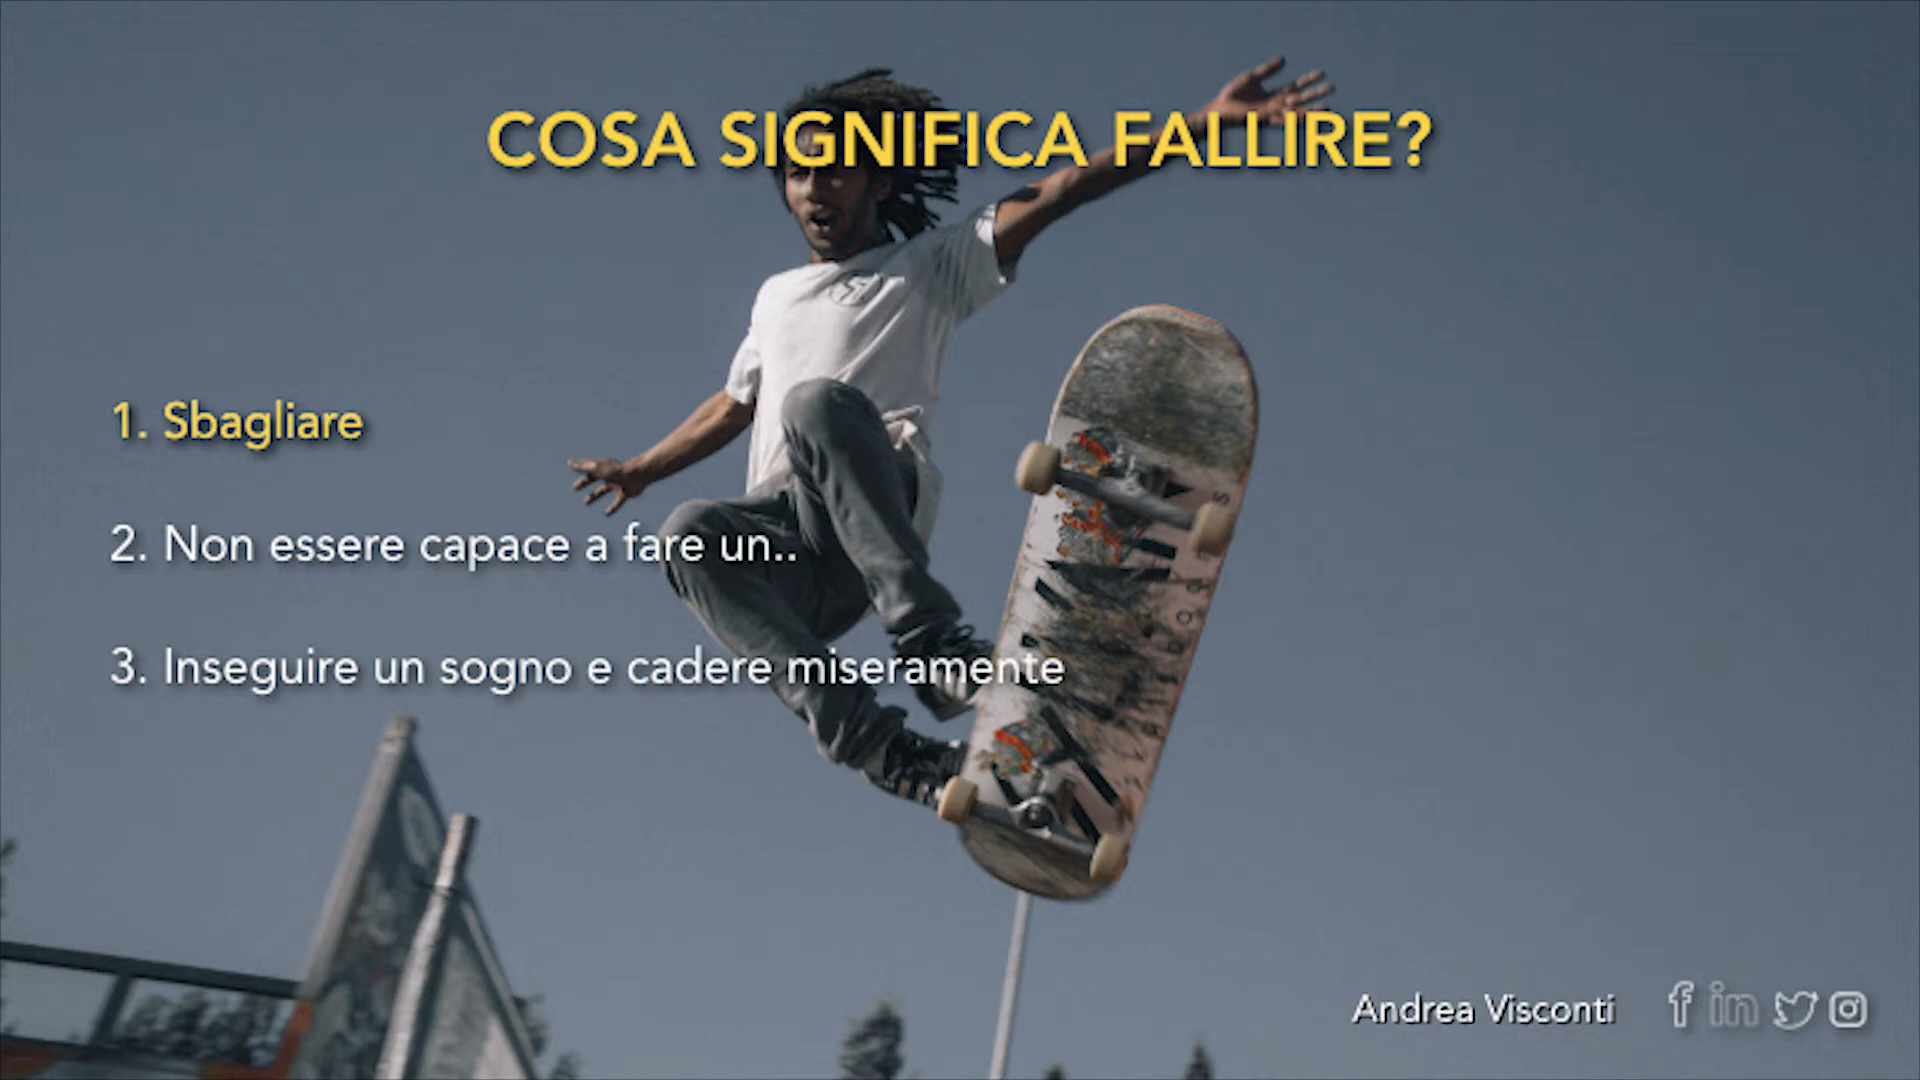 COSA SIGNIFICA FALLIRE?
1. Sbagliare
2. Non essere capace a fare un..
3. Inseguire un sogno e cadere miseramente
Andrea Visconti